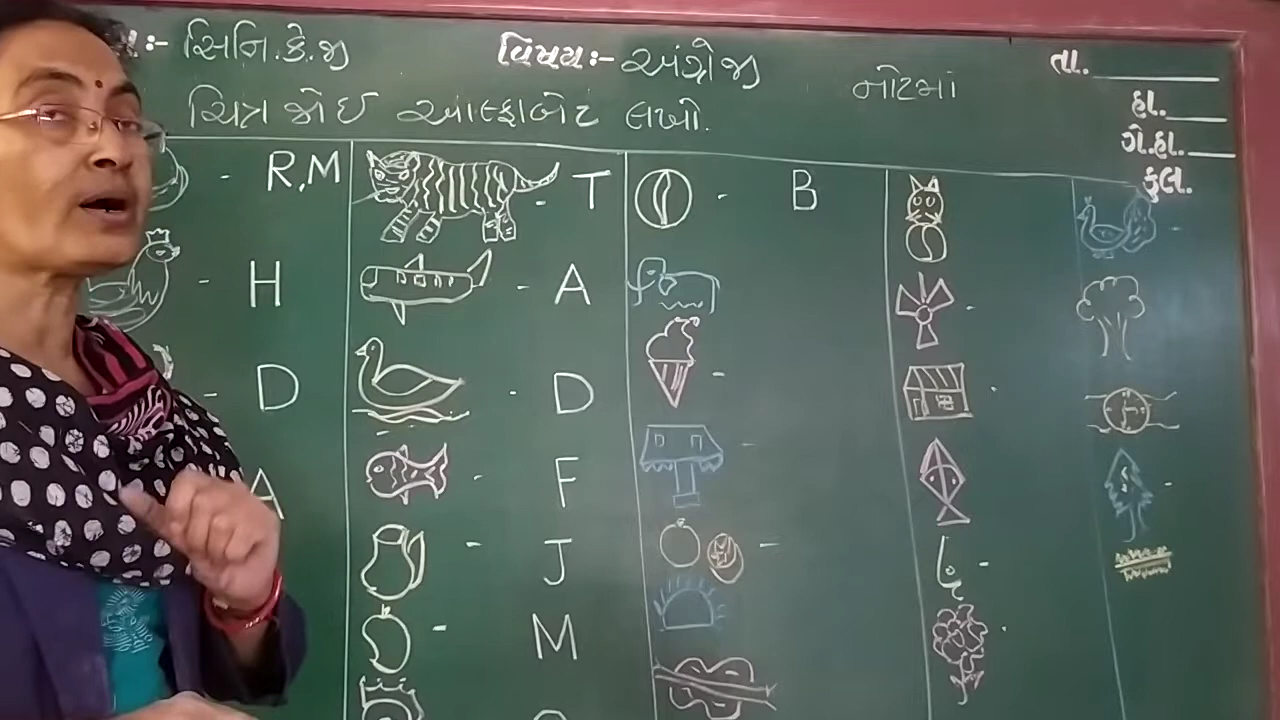 :- સિનિ.કે.જી
વિષય:- અંગ્રેજી
નોટમાં
તા.
હા.
ગે.હા.
કુલ.
ચિત્ર જોઈ આલ્ફાબેટ લખો.
- R,M
- H
- D
A
- T
- A
- D
- F
- J
- M
- B